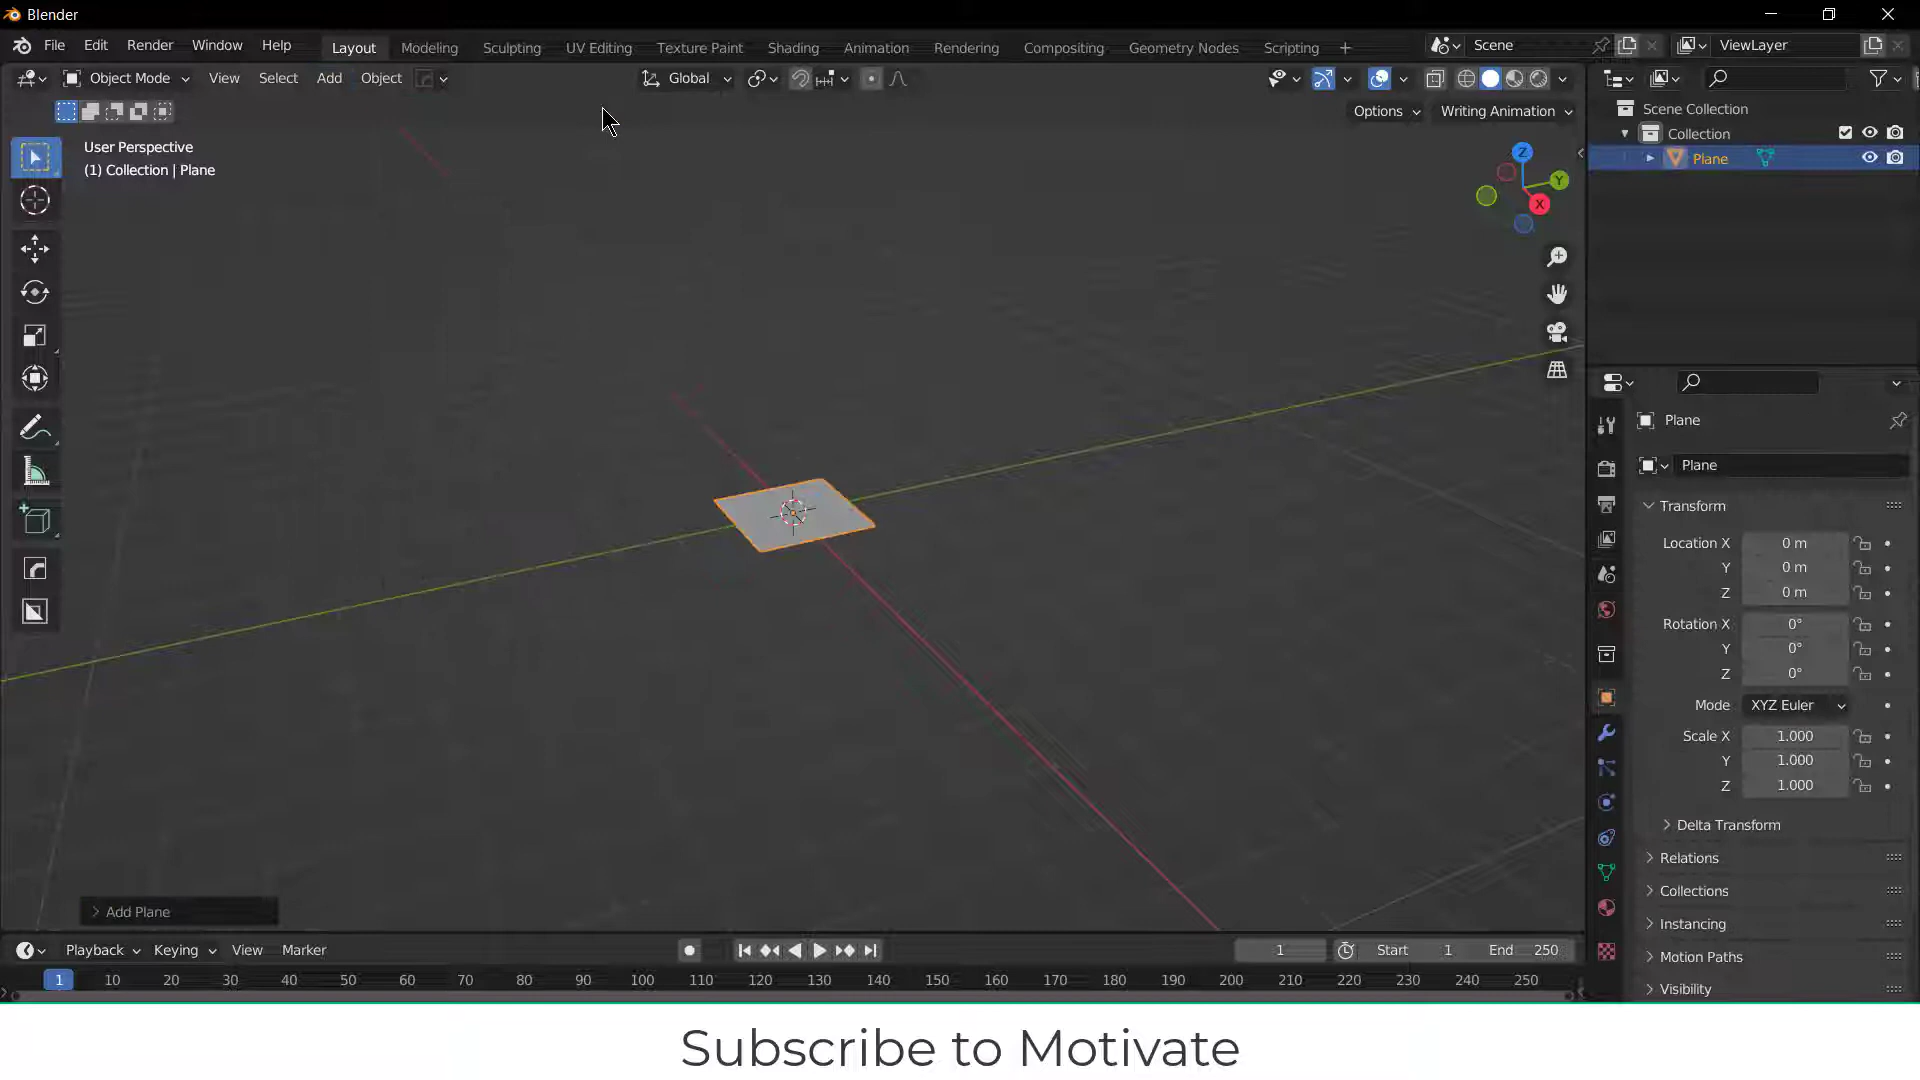 Blender
File Edit Render Window Help Layout Modeling Sculpting UV Editing Texture Paint Shading Animation Rendering Compositing Geometry Nodes Scripting + Scene ViewLayer
Object Mode View Select Add Object Global
Options Writing Animation
User Perspective
(1) Collection | Plane
Z
Y
X
Scene Collection
Collection
Plane
Plane
Plane
Transform
Location X 0 m
Y 0 m
Z 0 m
Rotation X 0°
Y 0°
Z 0°
Mode XYZ Euler
Scale X 1.000
Y 1.000
Z 1.000
Delta Transform
Relations
Collections
Instancing
Motion Paths
Visibility
Add Plane
Playback Keying View Marker 1 Start 1 End 250
1 10 20 30 40 50 60 70 80 90 100 110 120 130 140 150 160 170 180 190 200 210 220 230 240 250
Subscribe to Motivate